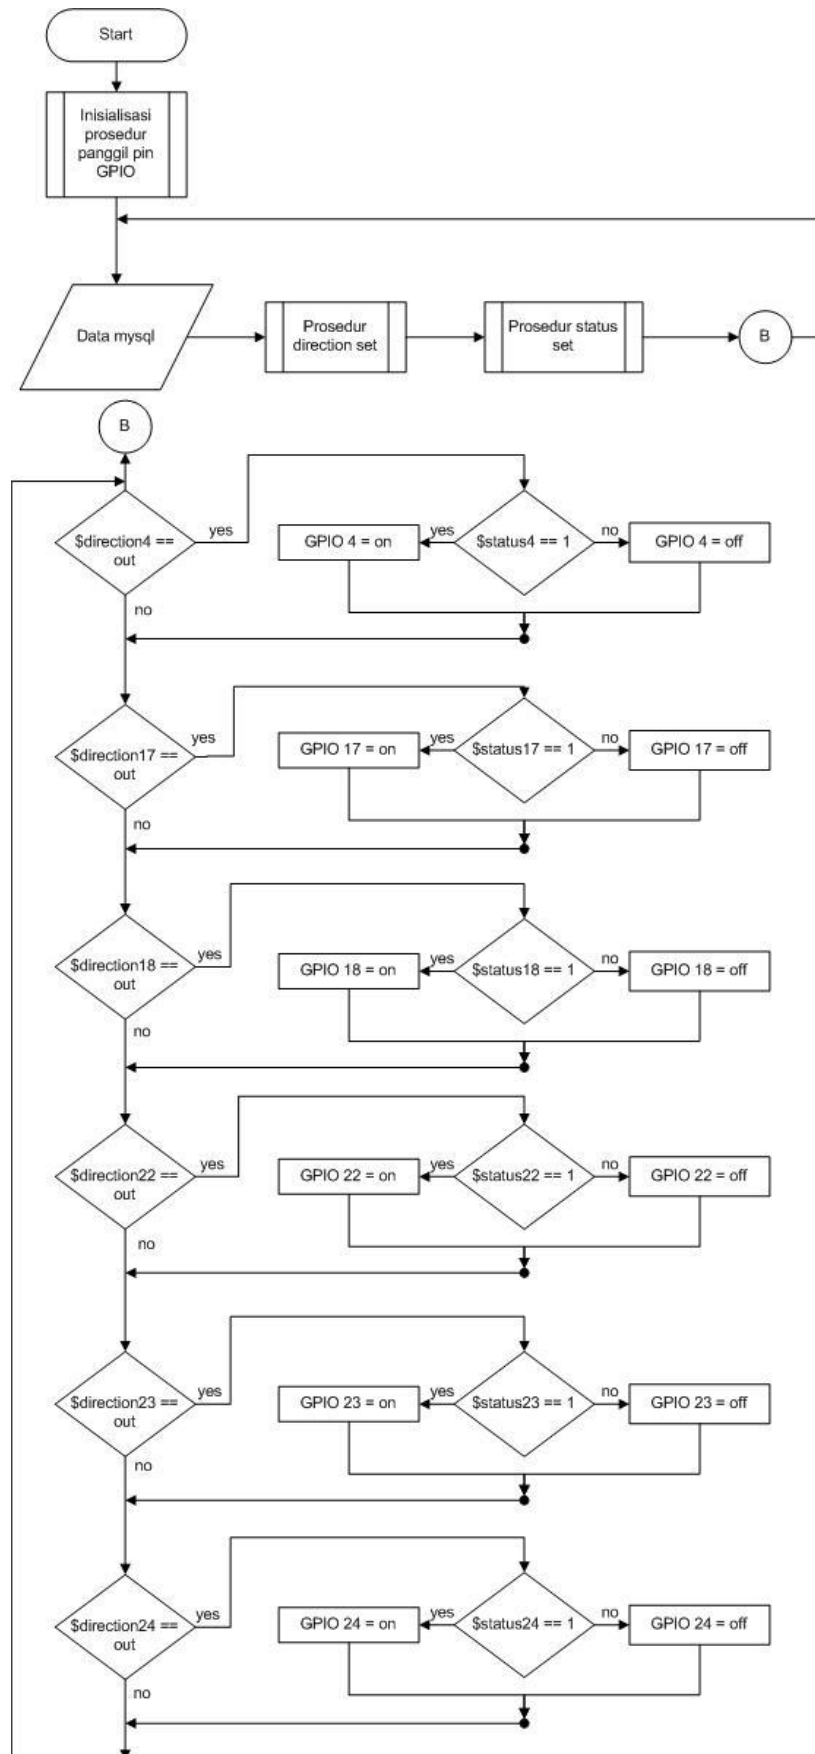 Start
Inisialisasi
prosedur
panggil pin
GPIO
Data mysql
Prosedur
direction set
Prosedur status
set
B
B
$direction4 ==
out
yes
no
$status4 == 1
yes
no
GPIO 4 = on
GPIO 4 = off
$direction17 ==
out
yes
no
$status17 == 1
yes
no
GPIO 17 = on
GPIO 17 = off
$direction18 ==
out
yes
no
$status18 == 1
yes
no
GPIO 18 = on
GPIO 18 = off
$direction22 ==
out
yes
no
$status22 == 1
yes
no
GPIO 22 = on
GPIO 22 = off
$direction23 ==
out
yes
no
$status23 == 1
yes
no
GPIO 23 = on
GPIO 23 = off
$direction24 ==
out
yes
no
$status24 == 1
yes
no
GPIO 24 = on
GPIO 24 = off